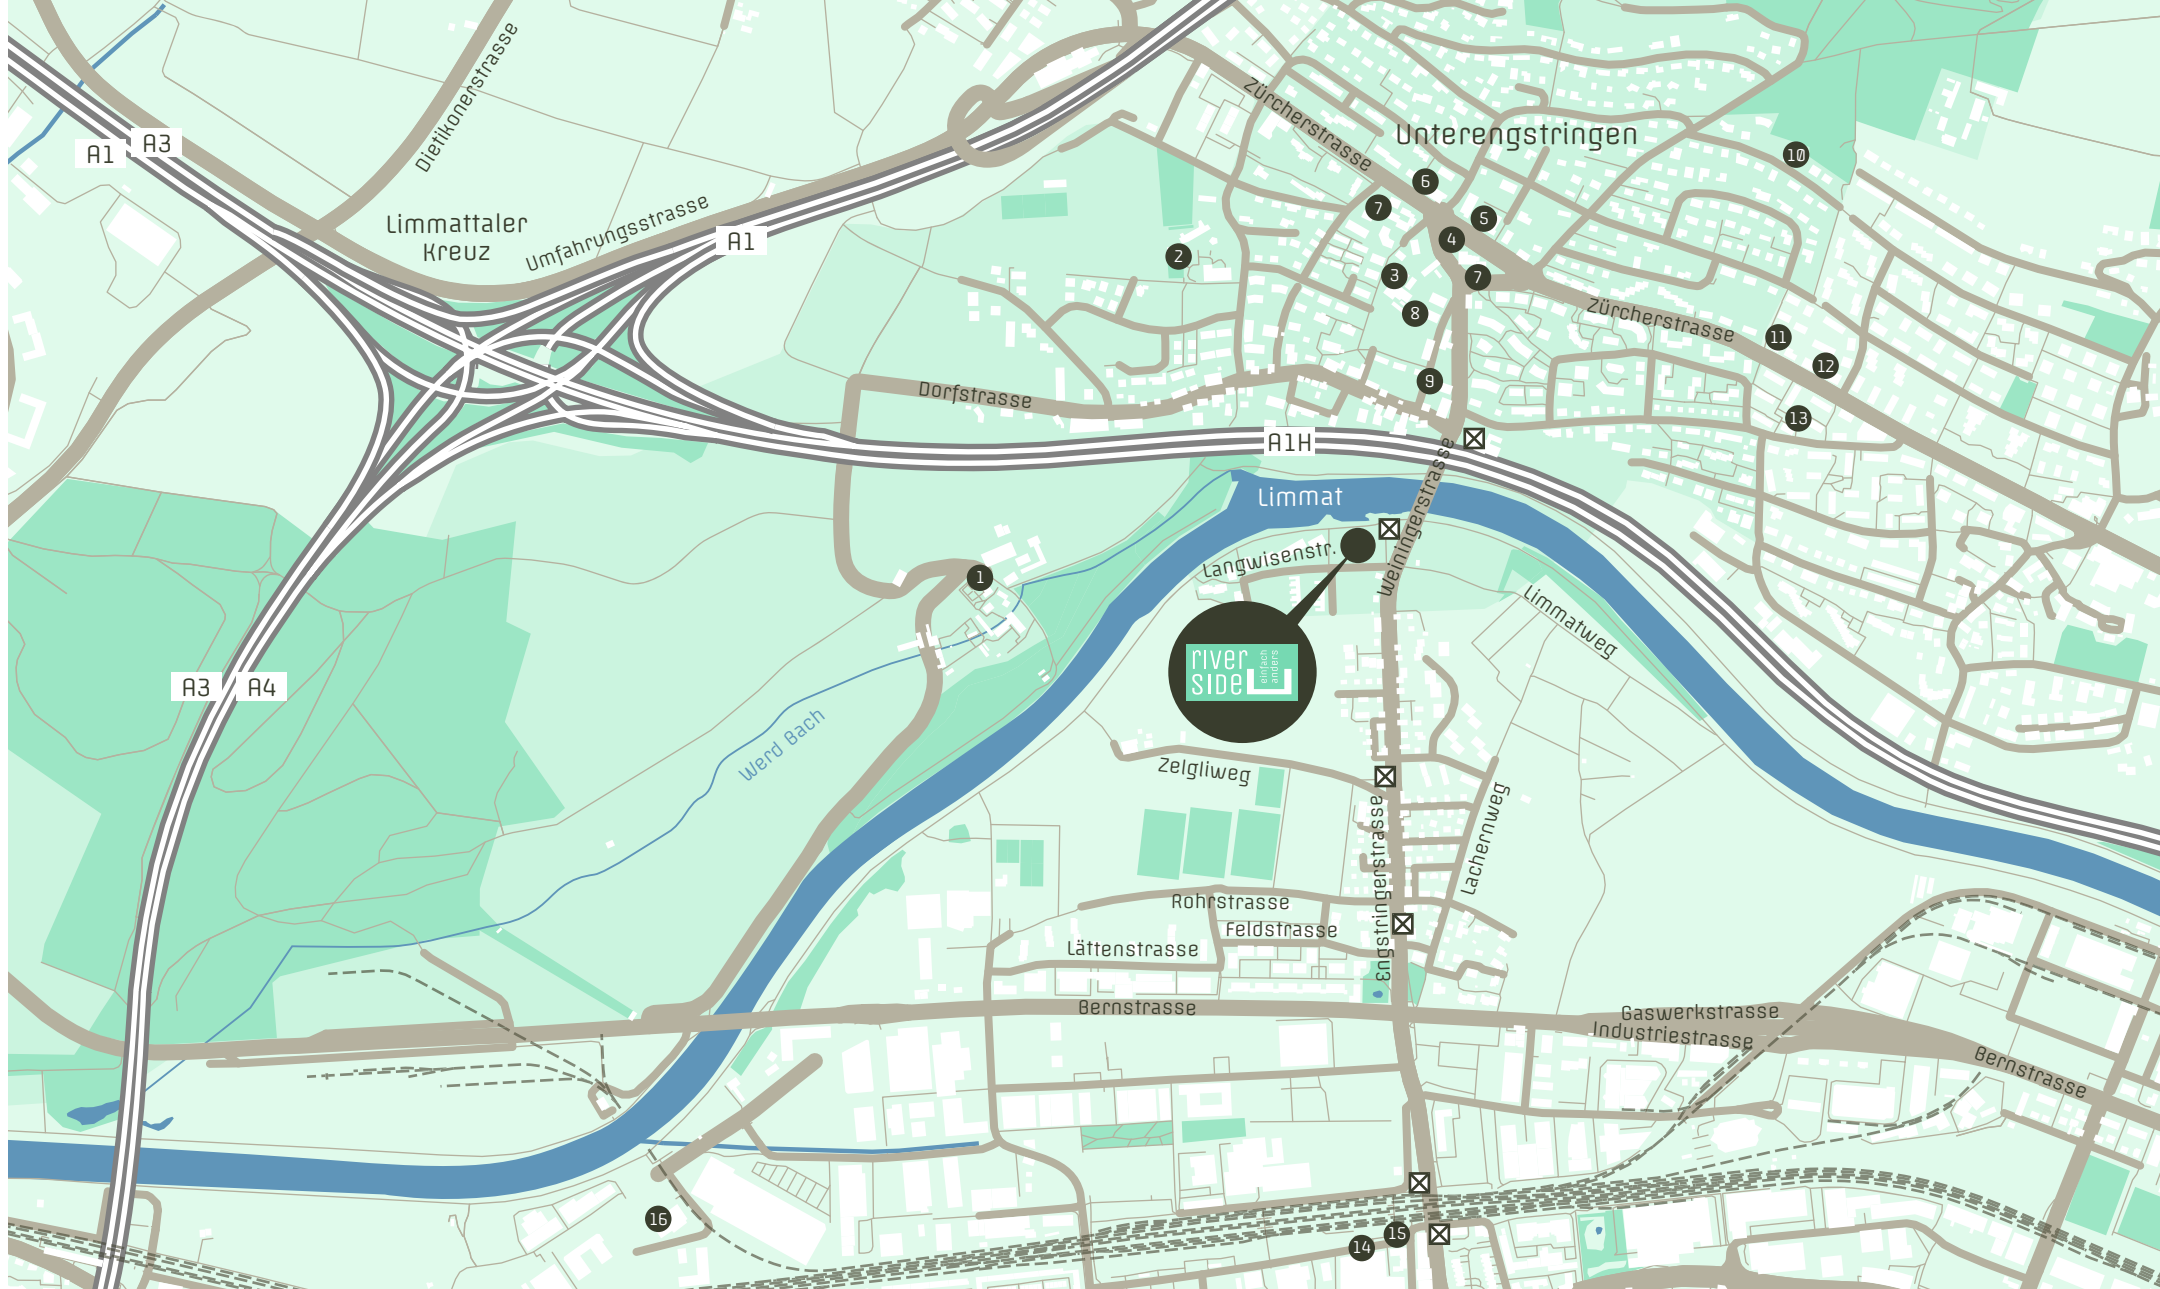 Dietikonerstrasse
A1
A3
Limmattaler
Kreuz
Umfahrungsstrasse
A1
Zürcherstrasse
Unterengstringen
10
6
7
5
4
2
3
7
8
Zürcherstrasse
11
12
9
13
Dorfstrasse
A1H
Limmat
Weiningerstrasse
Langwisenstr.
1
Limmatweg
river
SIDE
einfach
anders
A3
A4
Werd Bach
Zelgliweg
Engstringerstrasse
Lachernweg
Rohrstrasse
Feldstrasse
Lättenstrasse
Bernstrasse
Gaswerkstrasse
Industriestrasse
Bernstrasse
16
15
14